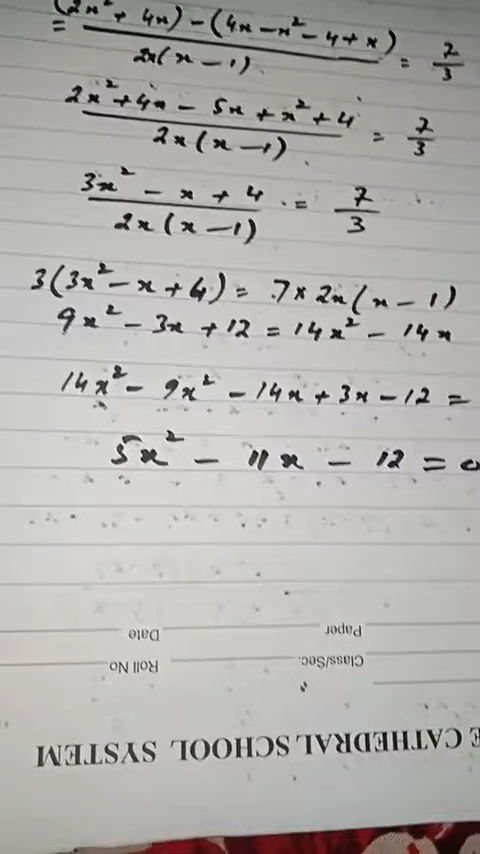 = (2x² + 4x) - (4x - x² - 4 + x) / 2x(x - 1) = 7/3
2x² + 4x - 5x + x² + 4 / 2x(x - 1) = 7/3
3x² - x + 4 / 2x(x - 1) = 7/3
3(3x² - x + 4) = 7 × 2x(x - 1)
9x² - 3x + 12 = 14x² - 14x
14x² - 9x² - 14x + 3x - 12 =
5x² - 11x - 12 = 0
Paper Date
Class/Sec. Roll No
E CATHEDRAL SCHOOL SYSTEM